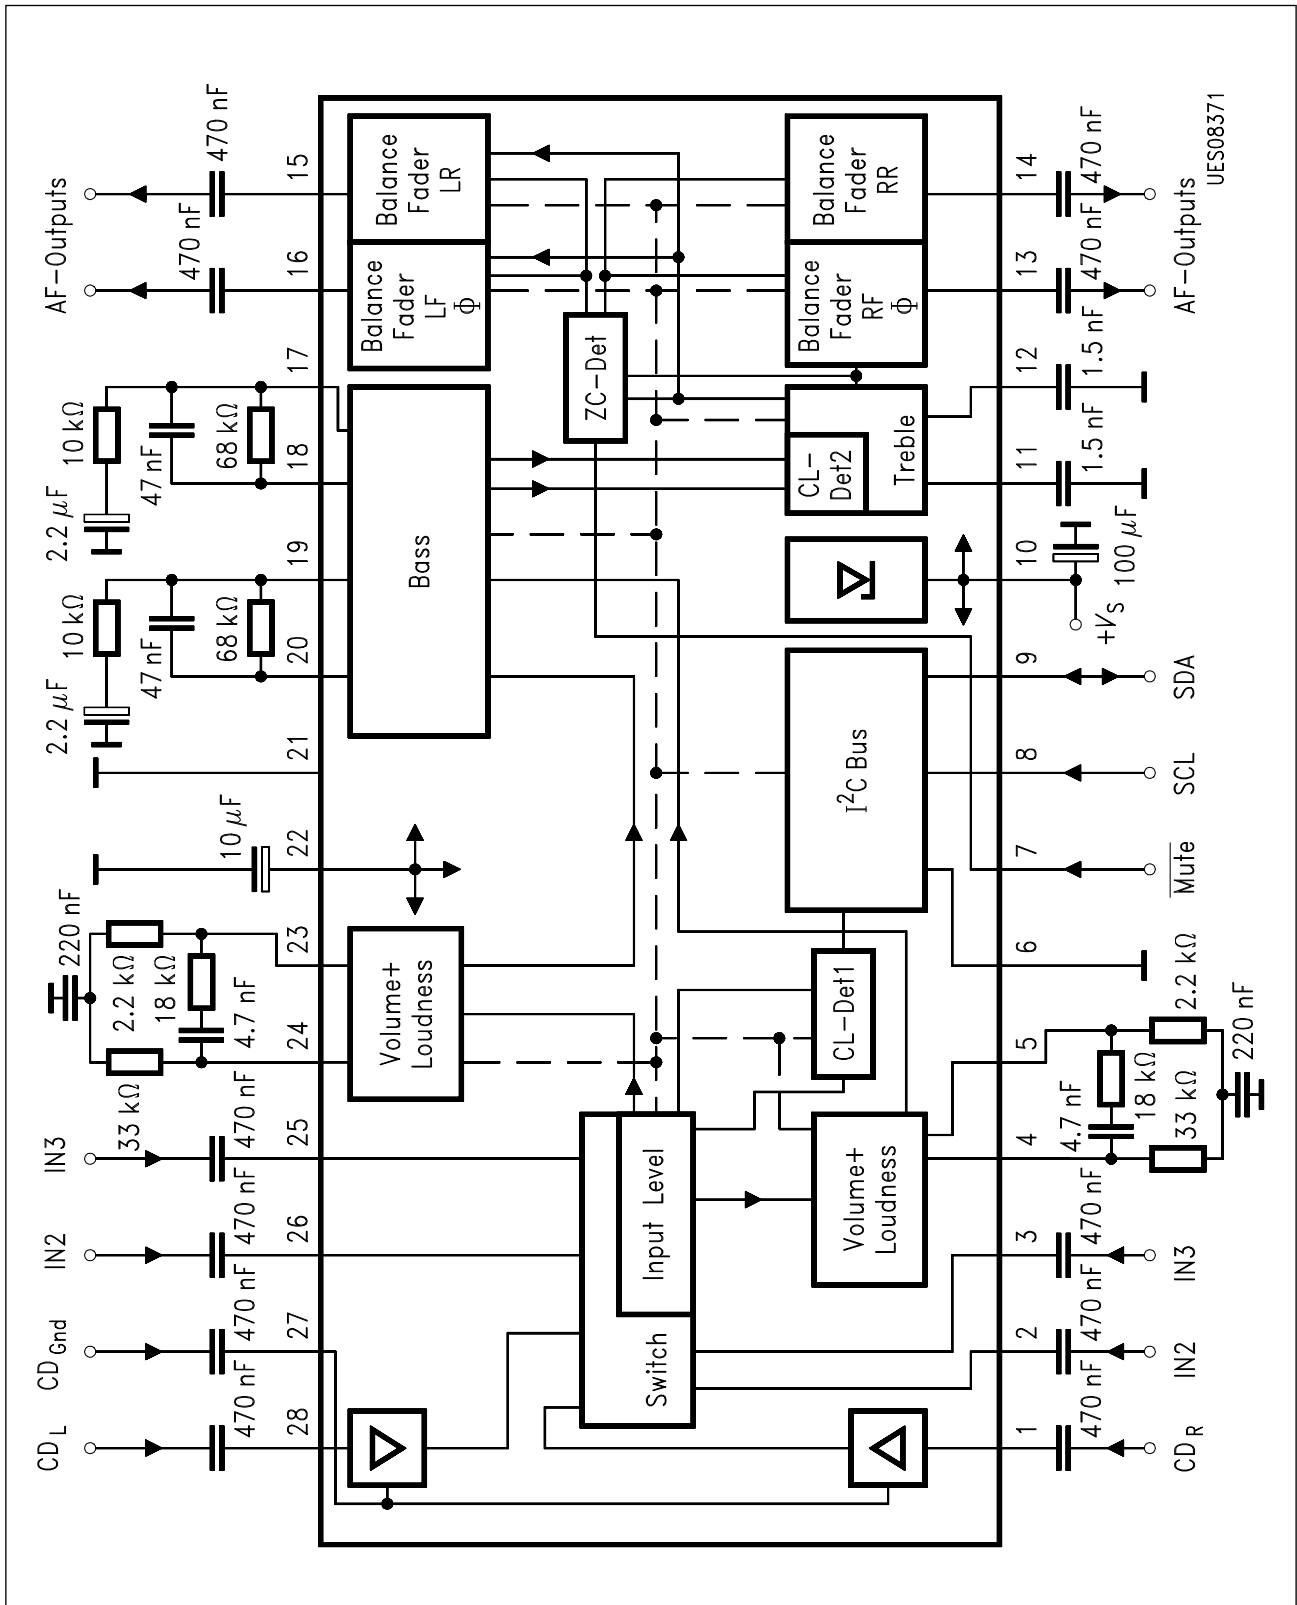 CD L
CD Gnd
IN2
IN3
470 nF
470 nF
470 nF
470 nF
33 kΩ
2.2 kΩ
220 nF
18 kΩ
4.7 nF
10 µF
2.2 µF
10 kΩ
47 nF
68 kΩ
2.2 µF
10 kΩ
47 nF
68 kΩ
470 nF
470 nF
AF-Outputs
28
27
26
25
24
23
22
21
20
19
18
17
16
15
Volume+
Loudness
Bass
Balance
Fader
LF
Φ
Balance
Fader
LR
Switch
Input Level
ZC-Det
Volume+
Loudness
CL-Det1
I²C Bus
CL-
Det2
Treble
Balance
Fader
RF
Φ
Balance
Fader
RR
1
2
3
4
5
6
7
8
9
10
11
12
13
14
470 nF
470 nF
470 nF
4.7 nF
18 kΩ
33 kΩ
2.2 kΩ
220 nF
+VS
100 µF
1.5 nF
1.5 nF
470 nF
470 nF
CD R
IN2
IN3
Mute
SCL
SDA
AF-Outputs
UES08371